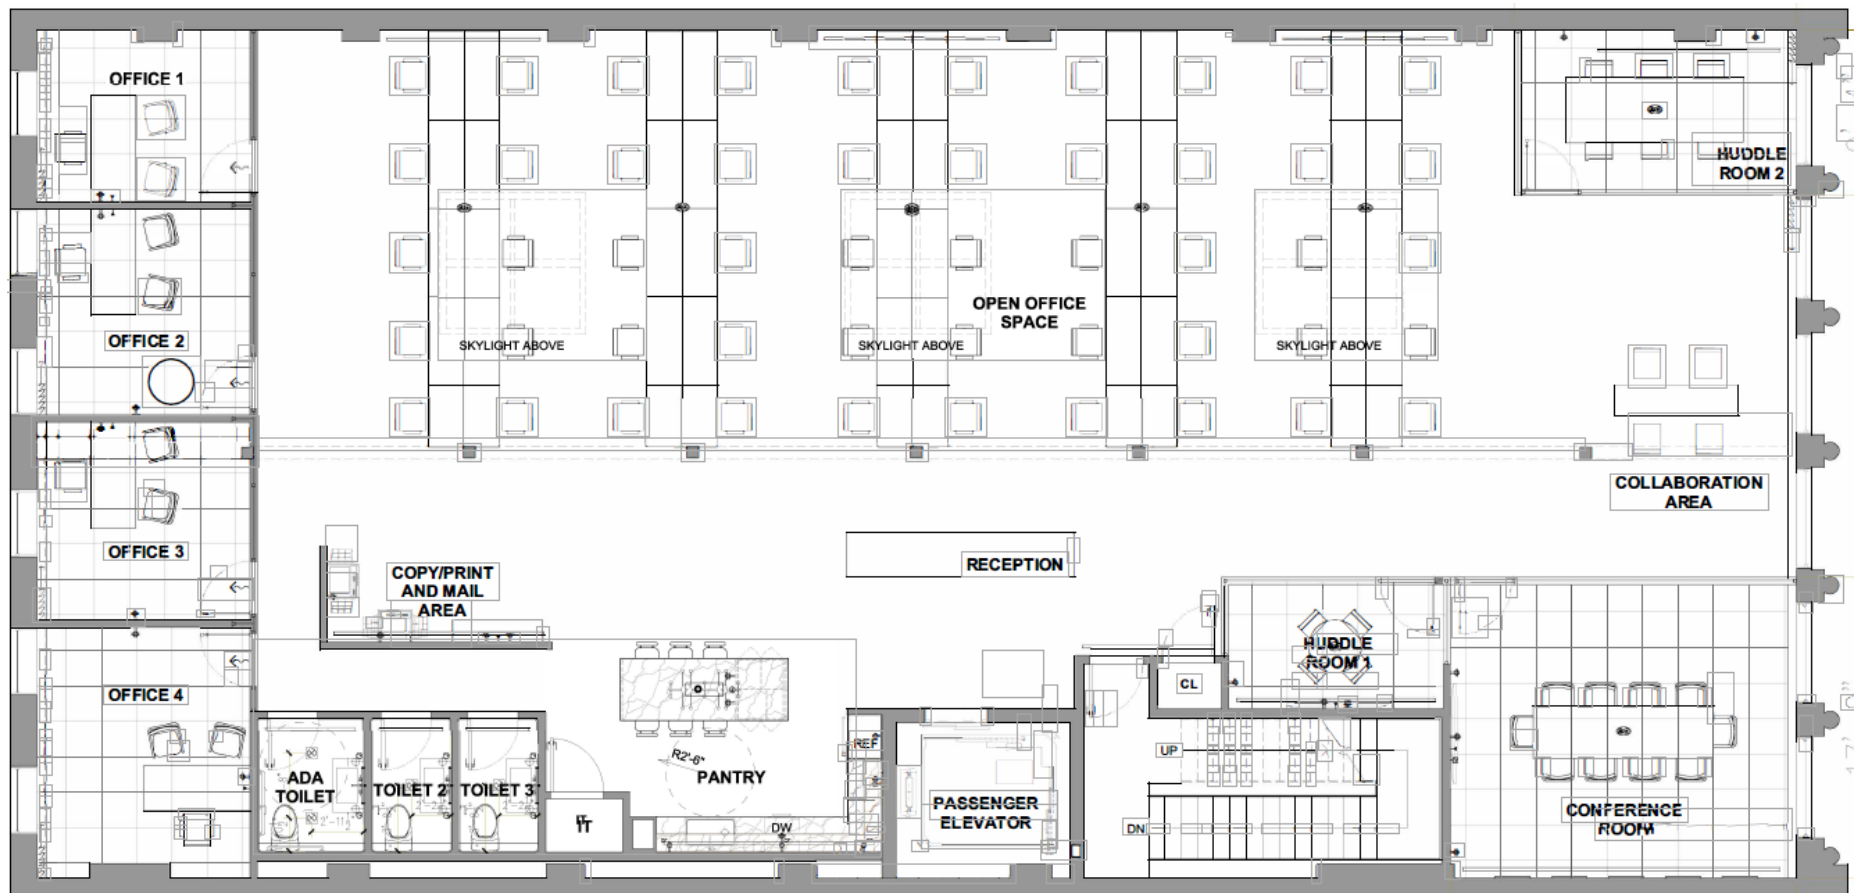 OFFICE 1
HUDDLE
ROOM 2
OPEN OFFICE
SPACE
OFFICE 2
SKYLIGHT ABOVE
SKYLIGHT ABOVE
SKYLIGHT ABOVE
COLLABORATION
AREA
OFFICE 3
COPY/PRINT
AND MAIL
AREA
RECEPTION
HUDDLE
ROOM 1
OFFICE 4
CL
REF
UP
R2'-6"
PANTRY
ADA
TOILET
TOILET 2
TOILET 3
PASSENGER
ELEVATOR
CONFERENCE
ROOM
IT
DW
DN